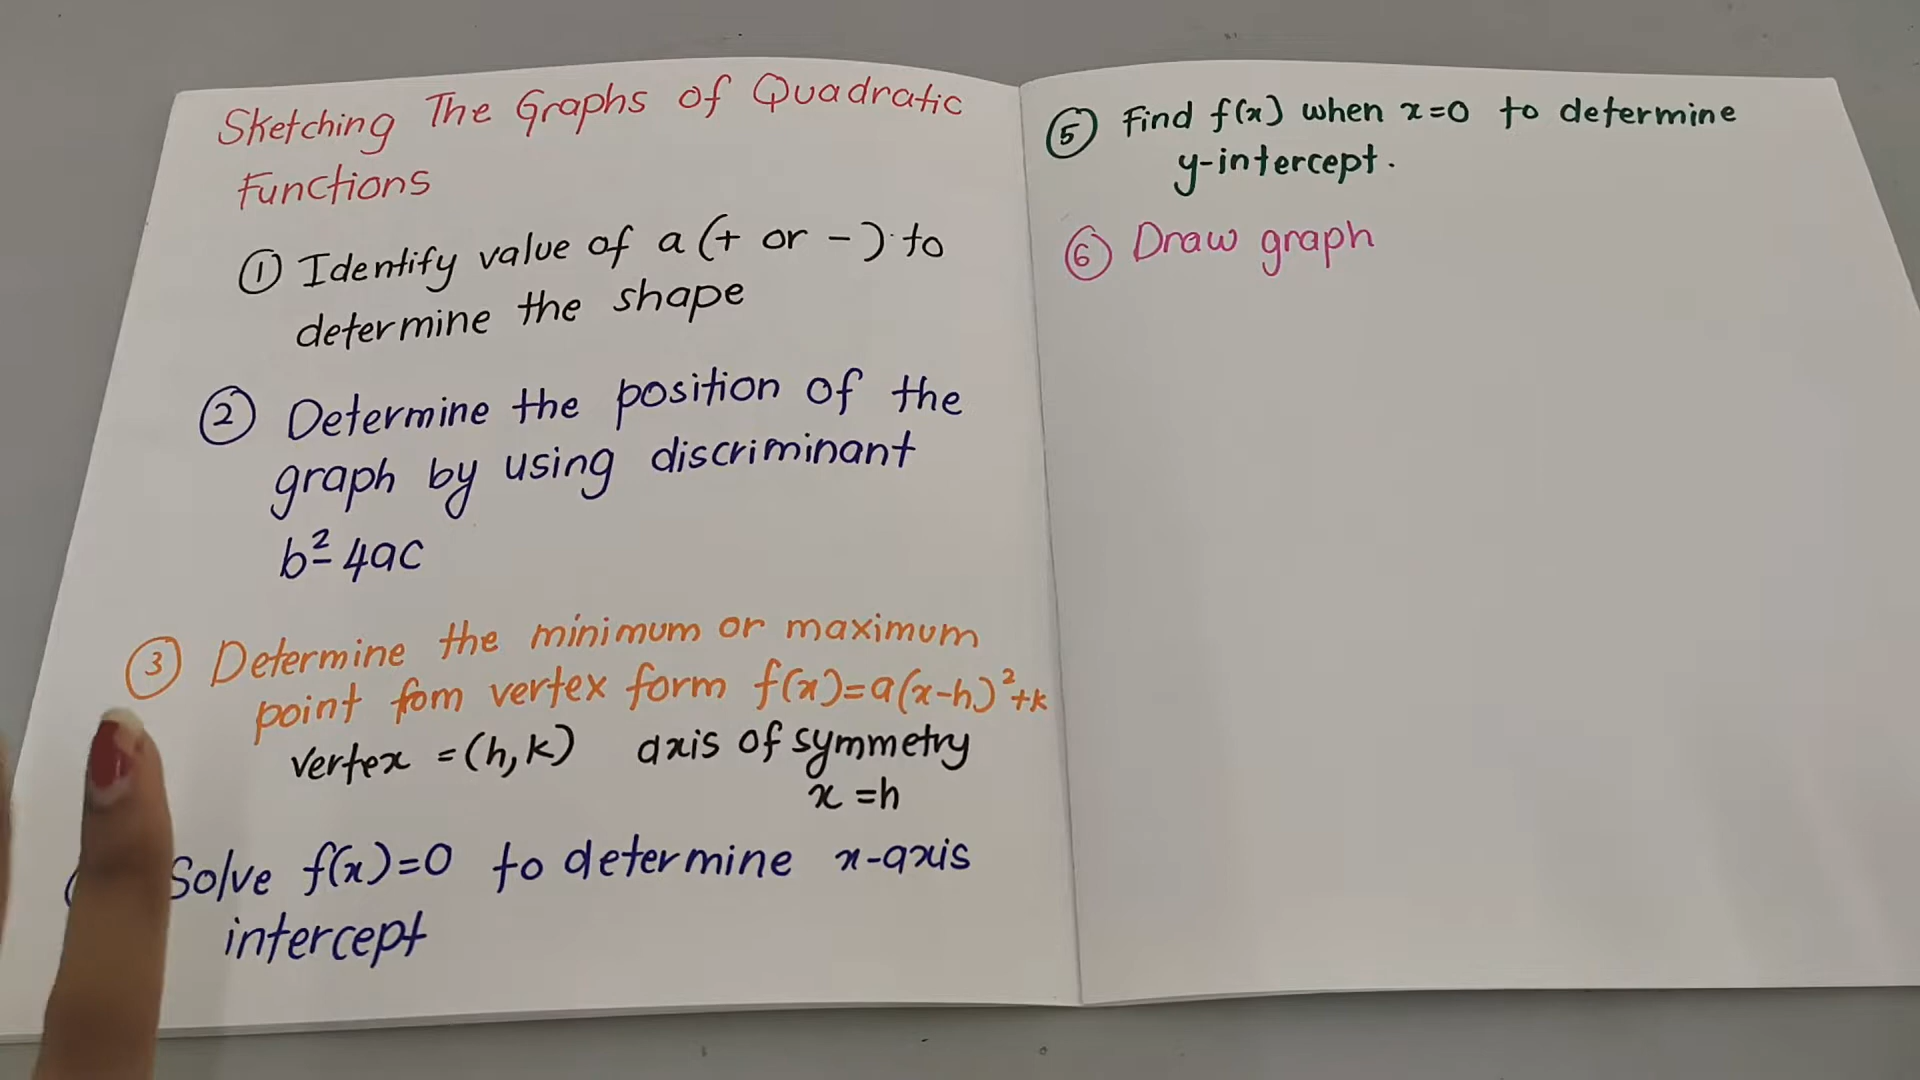 Sketching The Graphs of Quadratic
Functions
① Identify value of a (+ or -) to
determine the shape
② Determine the position of the
graph by using discriminant
b²-4ac
③ Determine the minimum or maximum
point fom vertex form f(x)=a(x-h)²+k
vertex =(h,k) axis of symmetry
x =h
Solve f(x)=0 to determine x-axis
intercept
⑤ Find f(x) when x=0 to determine
y-intercept.
⑥ Draw graph